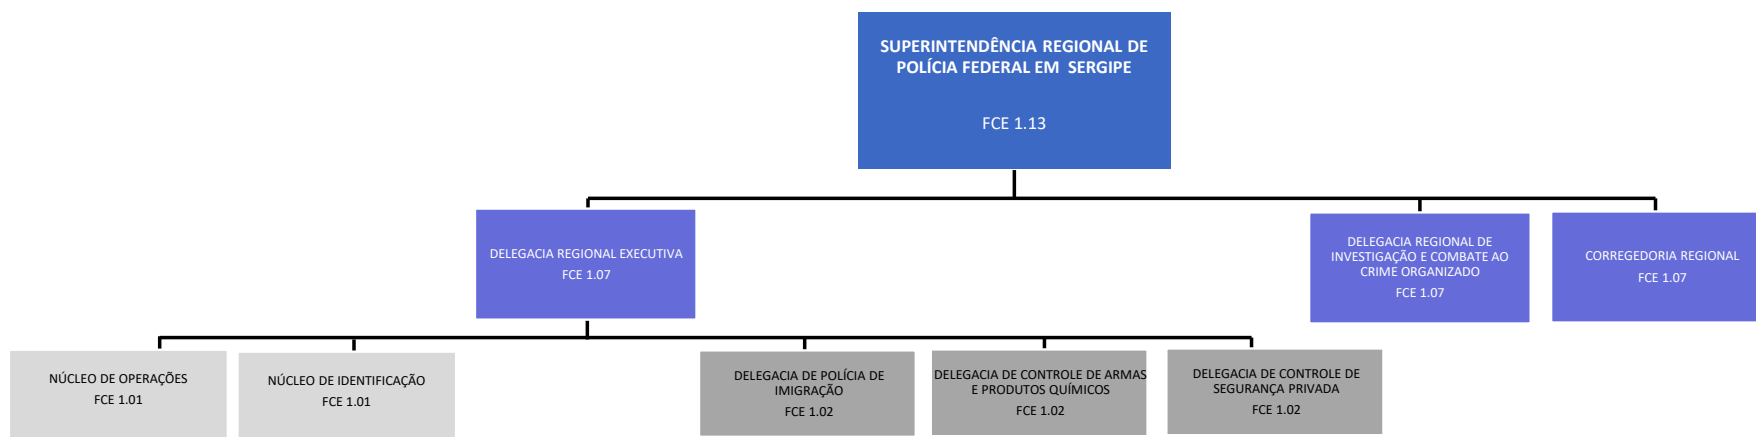 SUPERINTENDÊNCIA REGIONAL DE
POLÍCIA FEDERAL EM SERGIPE
FCE 1.13
DELEGACIA REGIONAL EXECUTIVA
FCE 1.07
DELEGACIA REGIONAL DE
INVESTIGAÇÃO E COMBATE AO
CRIME ORGANIZADO
FCE 1.07
CORREGEDORIA REGIONAL
FCE 1.07
NÚCLEO DE OPERAÇÕES
FCE 1.01
NÚCLEO DE IDENTIFICAÇÃO
FCE 1.01
DELEGACIA DE POLÍCIA DE
IMIGRAÇÃO
FCE 1.02
DELEGACIA DE CONTROLE DE ARMAS
E PRODUTOS QUÍMICOS
FCE 1.02
DELEGACIA DE CONTROLE DE
SEGURANÇA PRIVADA
FCE 1.02